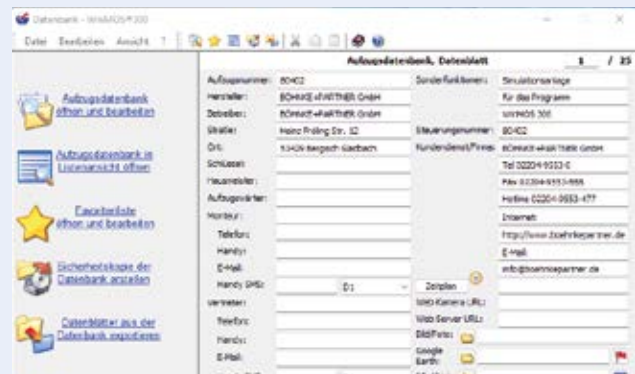 Datenbank - WinMOS®300
Datei Bearbeiten Ansicht ?
Aufzugsdatenbank, Datenblatt 1 / 25
Aufzugsdatenbank
öffnen und bearbeiten
Aufzugsdatenbank in
Listenansicht öffnen
Favoritenliste
öffnen und bearbeiten
Sicherheitskopie der
Datenbank erstellen
Datenblätter aus der
Datenbank exportieren
Aufzugsnummer: 80402
Hersteller: BÖHNKE+PARTNER GmbH
Betreiber: BÖHNKE+PARTNER GmbH
Straße: Heinz Fröling Str. 12
Ort: Bergisch Gladbach
Schlüssel:
Hausmeister:
Aufzugswärter:
Monteur:
Telefon:
Handy:
E-Mail:
Handy SMS: D1
Vertreter:
Telefon:
Handy:
E-Mail:
Sonderfunktionen: Simulationsanlage
für das Programm
WINMOS 300
Steuerungsnummer: 80402
Kundendienst/Firma: BÖHNKE+PARTNER GmbH
Tel 02204-9553-0
Fax 02204-9553-555
Hotline 02204-9553-477
Internet:
http://www.boehnkepartner.de
E-Mail:
info@boehnkepartner.de
Zeitplan
Web Kamera URL:
Web Server URL:
Bild/Foto:
Google
Earth: